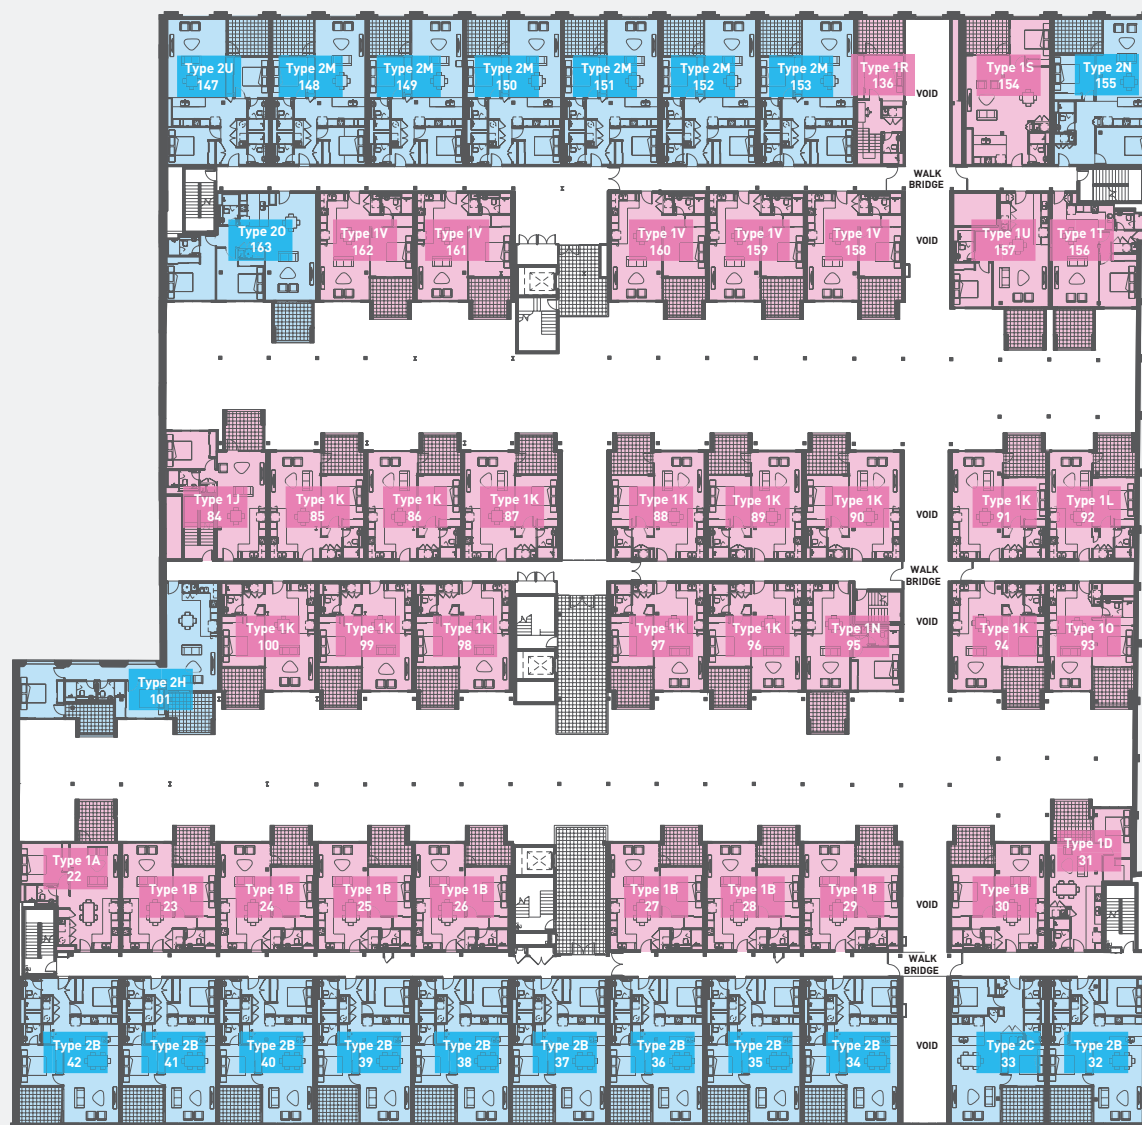 Type 2U
147
Type 2M
148
Type 2M
149
Type 2M
150
Type 2M
151
Type 2M
152
Type 2M
153
Type 1R
136
VOID
Type 1S
154
Type 2N
155
WALK
BRIDGE
Type 2O
163
Type 1V
162
Type 1V
161
Type 1V
160
Type 1V
159
Type 1V
158
VOID
Type 1U
157
Type 1T
156
Type 1J
84
Type 1K
85
Type 1K
86
Type 1K
87
Type 1K
88
Type 1K
89
Type 1K
90
VOID
Type 1K
91
Type 1L
92
WALK
BRIDGE
Type 2H
101
Type 1K
100
Type 1K
99
Type 1K
98
Type 1K
97
Type 1K
96
Type 1N
95
VOID
Type 1K
94
Type 1O
93
Type 1A
22
Type 1B
23
Type 1B
24
Type 1B
25
Type 1B
26
Type 1B
27
Type 1B
28
Type 1B
29
VOID
Type 1B
30
Type 1D
31
WALK
BRIDGE
Type 2B
42
Type 2B
41
Type 2B
40
Type 2B
39
Type 2B
38
Type 2B
37
Type 2B
36
Type 2B
35
Type 2B
34
VOID
Type 2C
33
Type 2B
32